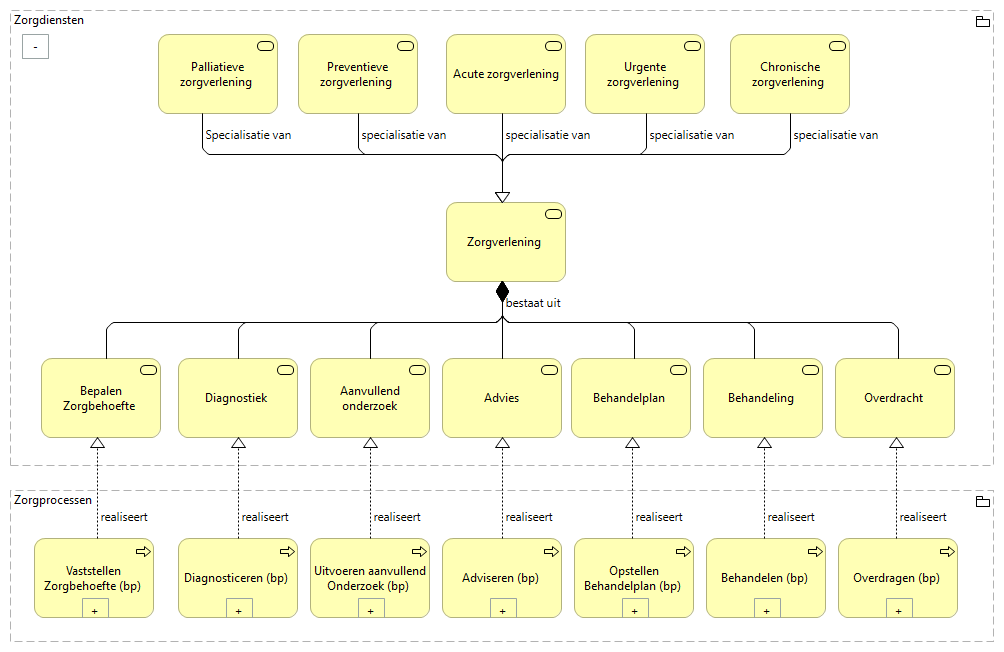 Zorgdiensten
-
Palliatieve
zorgverlening
Preventieve
zorgverlening
Acute zorgverlening
Urgente
zorgverlening
Chronische
zorgverlening
Specialisatie van
specialisatie van
specialisatie van
specialisatie van
specialisatie van
Zorgverlening
bestaat uit
Bepalen
Zorgbehoefte
Diagnostiek
Aanvullend
onderzoek
Advies
Behandelplan
Behandeling
Overdracht
Zorgprocessen
realiseert
realiseert
realiseert
realiseert
realiseert
realiseert
realiseert
Vaststellen
Zorgbehoefte (bp)
+
Diagnosticeren (bp)
+
Uitvoeren aanvullend
Onderzoek (bp)
+
Adviseren (bp)
+
Opstellen
Behandelplan (bp)
+
Behandelen (bp)
+
Overdragen (bp)
+